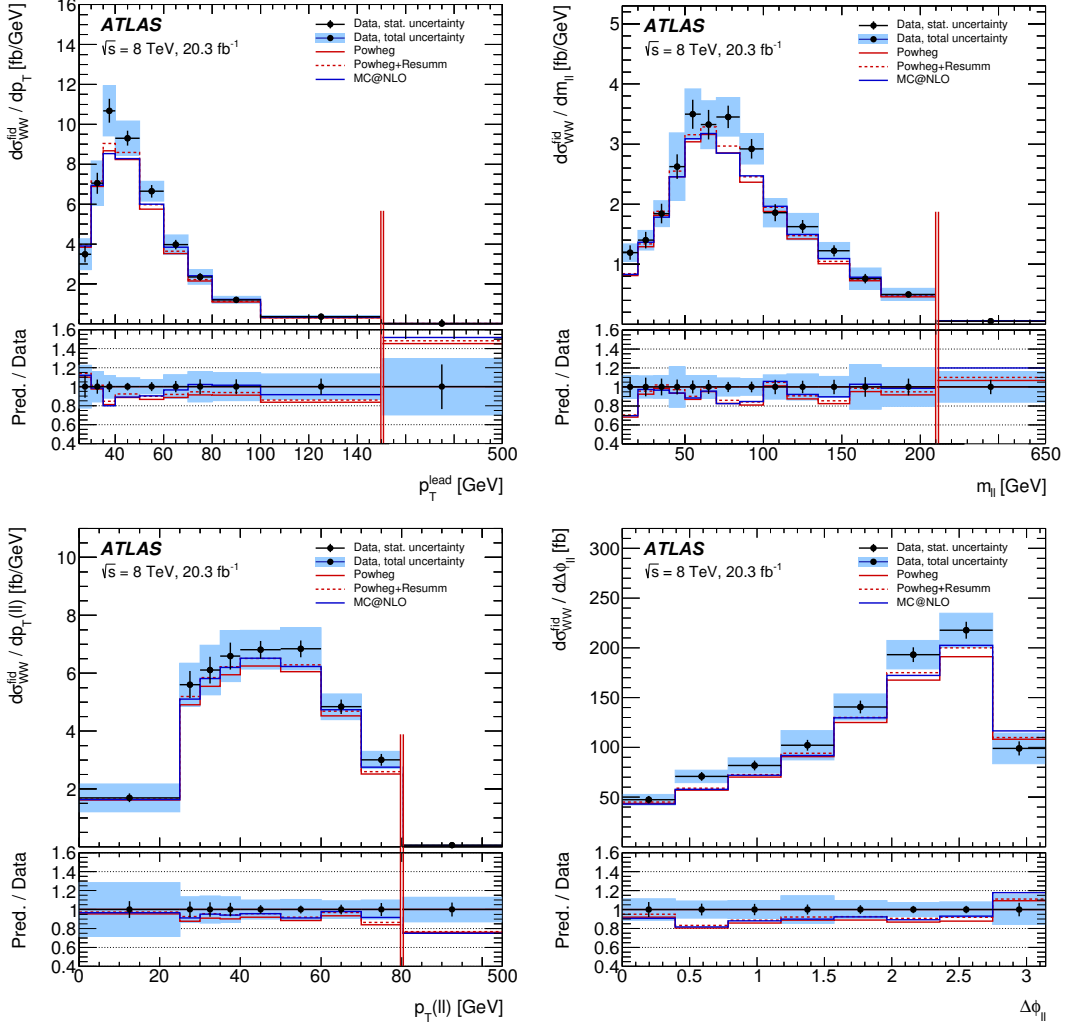 ATLAS
√s = 8 TeV, 20.3 fb⁻¹
Data, stat. uncertainty
Data, total uncertainty
Powheg
Powheg+Resumm
MC@NLO
dσ^fid_WW / dp_T [fb/GeV]
16
14
12
10
8
6
4
2
Pred. / Data
1.6
1.4
1.2
1.0
0.8
0.6
0.4
40 60 80 100 120 140 500
p_T^lead [GeV]
ATLAS
√s = 8 TeV, 20.3 fb⁻¹
Data, stat. uncertainty
Data, total uncertainty
Powheg
Powheg+Resumm
MC@NLO
dσ^fid_WW / dm_ll [fb/GeV]
5
4
3
2
1
Pred. / Data
1.6
1.4
1.2
1.0
0.8
0.6
0.4
50 100 150 200 650
m_ll [GeV]
ATLAS
√s = 8 TeV, 20.3 fb⁻¹
Data, stat. uncertainty
Data, total uncertainty
Powheg
Powheg+Resumm
MC@NLO
dσ^fid_WW / dp_T(ll) [fb/GeV]
10
8
6
4
2
Pred. / Data
1.6
1.4
1.2
1.0
0.8
0.6
0.4
0 20 40 60 80 500
p_T(ll) [GeV]
ATLAS
√s = 8 TeV, 20.3 fb⁻¹
Data, stat. uncertainty
Data, total uncertainty
Powheg
Powheg+Resumm
MC@NLO
dσ^fid_WW / dΔϕ_ll [fb]
300
250
200
150
100
50
Pred. / Data
1.6
1.4
1.2
1.0
0.8
0.6
0.4
0 0.5 1 1.5 2 2.5 3
Δϕ_ll